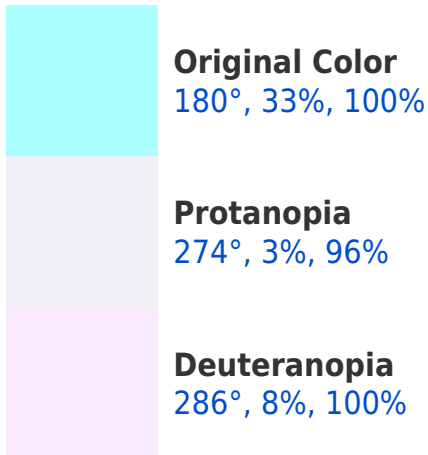 Original Color
180°, 33%, 100%
Protanopia
274°, 3%, 96%
Deuteranopia
286°, 8%, 100%